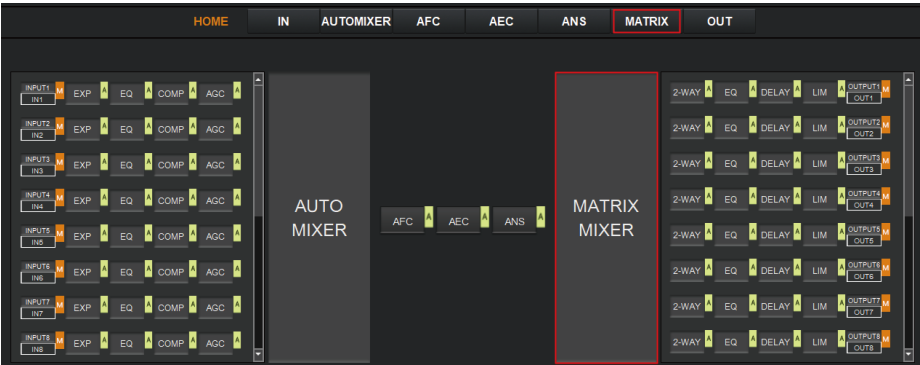 HOME IN AUTOMIXER AFC AEC ANS MATRIX OUT
INPUT1 M EXP A EQ A COMP A AGC A 2-WAY A EQ A DELAY A LIM A OUTPUT1 M
IN1 OUT1
INPUT2 M EXP A EQ A COMP A AGC A 2-WAY A EQ A DELAY A LIM A OUTPUT2 M
IN2 OUT2
INPUT3 M EXP A EQ A COMP A AGC A 2-WAY A EQ A DELAY A LIM A OUTPUT3 M
IN3 OUT3
INPUT4 M EXP A EQ A COMP A AGC A 2-WAY A EQ A DELAY A LIM A OUTPUT4 M
IN4 OUT4
AUTO MIXER
AFC A AEC A ANS A
MATRIX MIXER
INPUT5 M EXP A EQ A COMP A AGC A 2-WAY A EQ A DELAY A LIM A OUTPUT5 M
IN5 OUT5
INPUT6 M EXP A EQ A COMP A AGC A 2-WAY A EQ A DELAY A LIM A OUTPUT6 M
IN6 OUT6
INPUT7 M EXP A EQ A COMP A AGC A 2-WAY A EQ A DELAY A LIM A OUTPUT7 M
IN7 OUT7
INPUT8 M EXP A EQ A COMP A AGC A 2-WAY A EQ A DELAY A LIM A OUTPUT8 M
IN8 OUT8